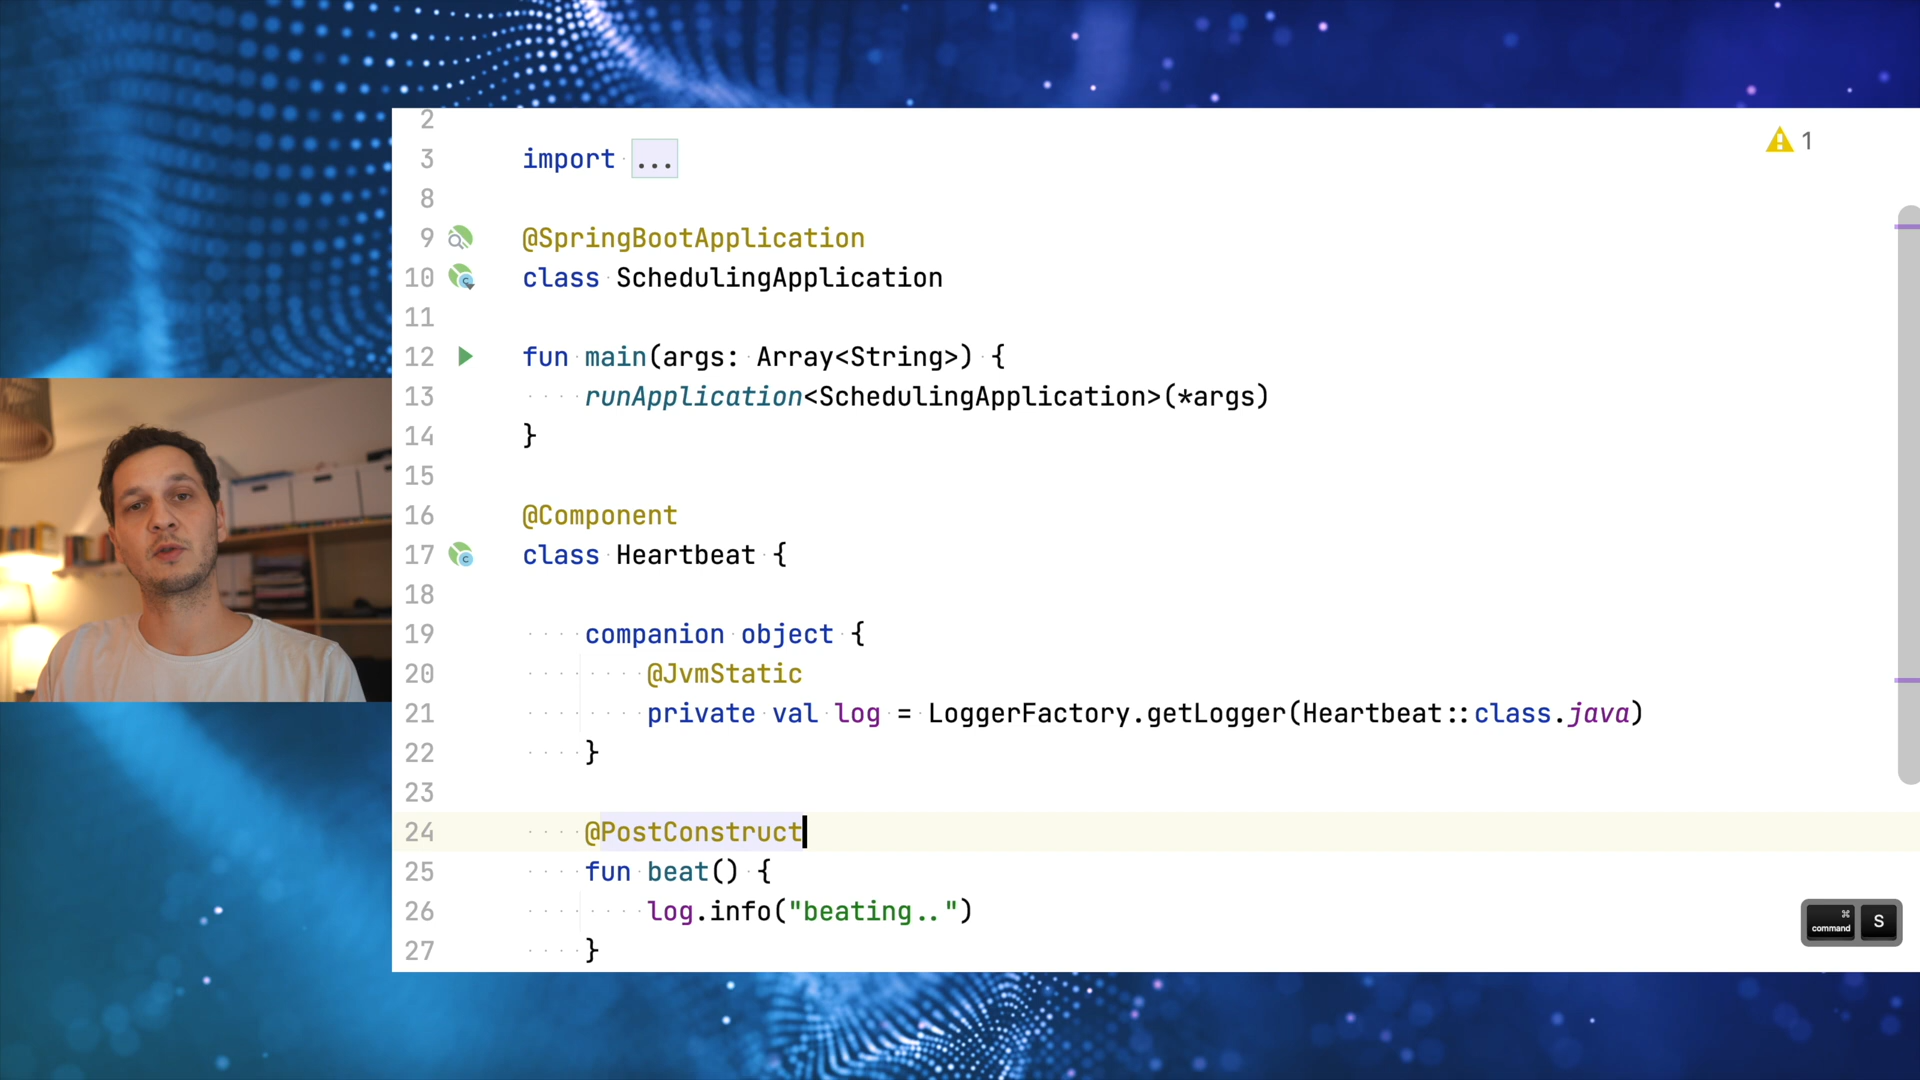 2
3 import ...
8
9 @SpringBootApplication
10 class SchedulingApplication
11
12 fun main(args: Array<String>) {
13 runApplication<SchedulingApplication>(*args)
14 }
15
16 @Component
17 class Heartbeat {
18
19 companion object {
20 @JvmStatic
21 private val log = LoggerFactory.getLogger(Heartbeat::class.java)
22 }
23
24 @PostConstruct
25 fun beat() {
26 log.info("beating..")
27 }
1
⌘
command S